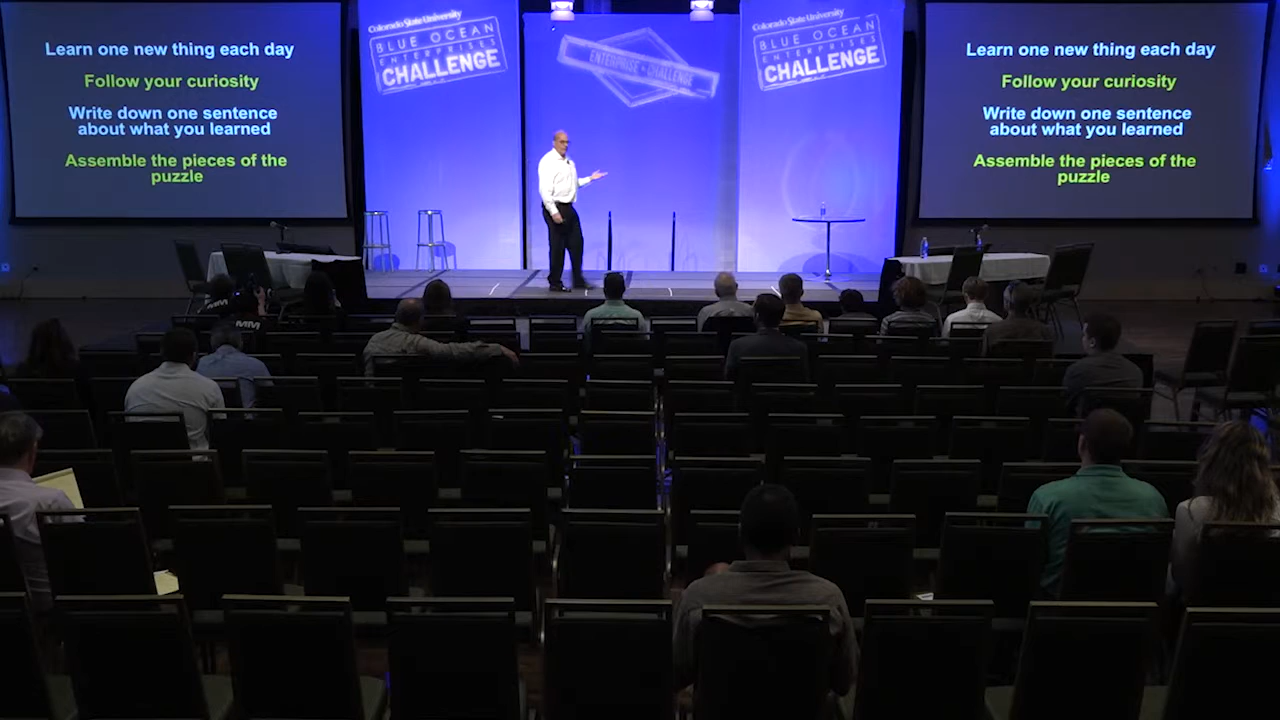 Learn one new thing each day
Follow your curiosity
Write down one sentence
about what you learned
Assemble the pieces of the
puzzle
Colorado State University
BLUE OCEAN
ENTERPRISES
CHALLENGE
ENTERPRISE CHALLENGE
Colorado State University
BLUE OCEAN
ENTERPRISES
CHALLENGE
Learn one new thing each day
Follow your curiosity
Write down one sentence
about what you learned
Assemble the pieces of the
puzzle
MM
MM